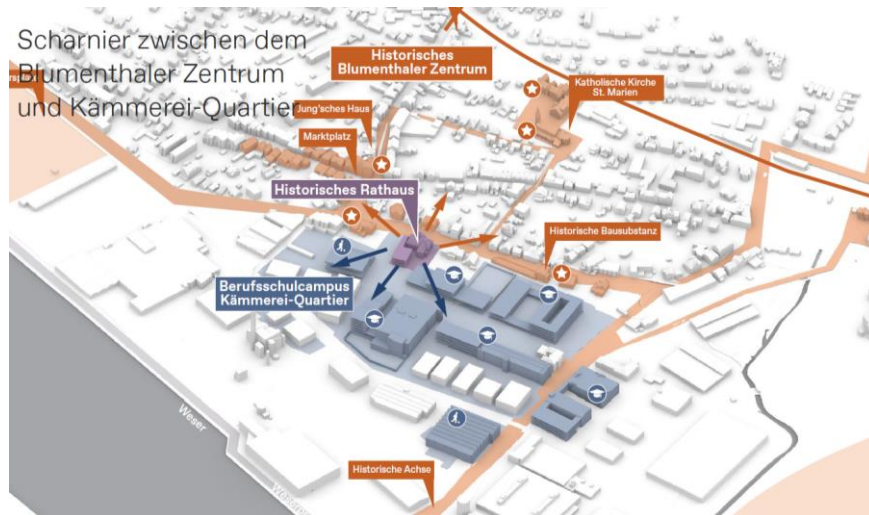 Scharnier zwischen dem
Blumenthaler Zentrum
und Kämmerei-Quartier
Historisches
Blumenthaler Zentrum
Katholische Kirche
St. Marien
Jung'sches Haus
Marktplatz
Historisches Rathaus
Historische Bausubstanz
Berufsschulcampus
Kämmerei-Quartier
Weser
Historische Achse